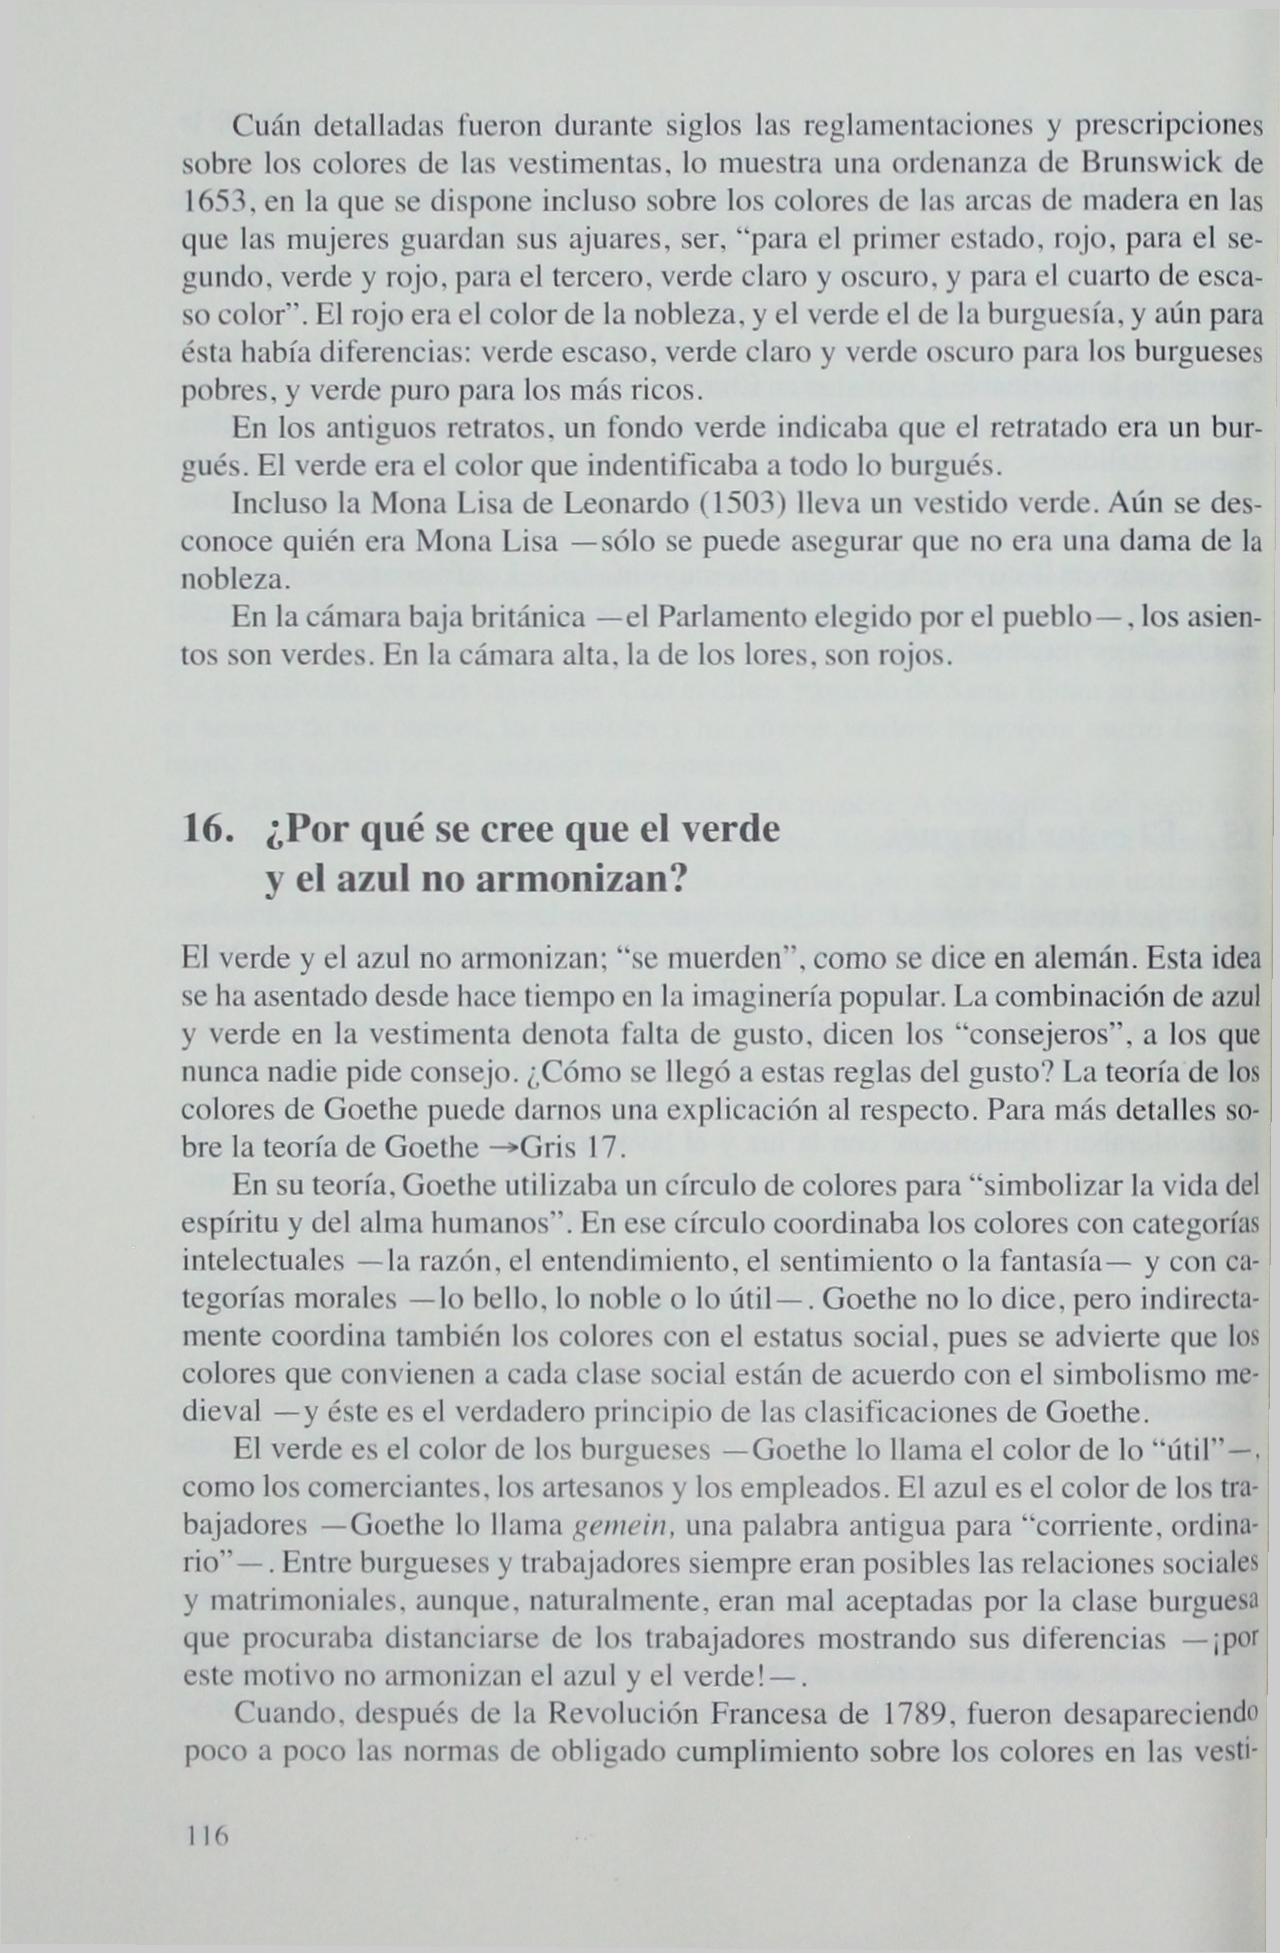 Cuán detalladas fueron durante siglos las reglamentaciones y prescripciones
sobre los colores de las vestimentas, lo muestra una ordenanza de Brunswick de
1653, en la que se dispone incluso sobre los colores de las arcas de madera en las
que las mujeres guardan sus ajuares, ser, “para el primer estado, rojo, para el se-
gundo, verde y rojo, para el tercero, verde claro y oscuro, y para el cuarto de esca-
so color”. El rojo era el color de la nobleza, y el verde el de la burguesía, y aún para
ésta había diferencias: verde escaso, verde claro y verde oscuro para los burgueses
pobres, y verde puro para los más ricos.
En los antiguos retratos, un fondo verde indicaba que el retratado era un bur-
gués. El verde era el color que indentificaba a todo lo burgués.
Incluso la Mona Lisa de Leonardo (1503) lleva un vestido verde. Aún se des-
conoce quién era Mona Lisa —sólo se puede asegurar que no era una dama de la
nobleza.
En la cámara baja británica —el Parlamento elegido por el pueblo—, los asien-
tos son verdes. En la cámara alta, la de los lores, son rojos.
16. ¿Por qué se cree que el verde
y el azul no armonizan?
El verde y el azul no armonizan; “se muerden”, como se dice en alemán. Esta idea
se ha asentado desde hace tiempo en la imaginería popular. La combinación de azul
y verde en la vestimenta denota falta de gusto, dicen los “consejeros”, a los que
nunca nadie pide consejo. ¿Cómo se llegó a estas reglas del gusto? La teoría de los
colores de Goethe puede darnos una explicación al respecto. Para más detalles so-
bre la teoría de Goethe →Gris 17.
En su teoría, Goethe utilizaba un círculo de colores para “simbolizar la vida del
espíritu y del alma humanos”. En ese círculo coordinaba los colores con categorías
intelectuales —la razón, el entendimiento, el sentimiento o la fantasía— y con ca-
tegorías morales —lo bello, lo noble o lo útil—. Goethe no lo dice, pero indirecta-
mente coordina también los colores con el estatus social, pues se advierte que los
colores que convienen a cada clase social están de acuerdo con el simbolismo me-
dieval —y éste es el verdadero principio de las clasificaciones de Goethe.
El verde es el color de los burgueses —Goethe lo llama el color de lo “útil”—,
como los comerciantes, los artesanos y los empleados. El azul es el color de los tra-
bajadores —Goethe lo llama gemein, una palabra antigua para “corriente, ordina-
rio”—. Entre burgueses y trabajadores siempre eran posibles las relaciones sociales
y matrimoniales, aunque, naturalmente, eran mal aceptadas por la clase burguesa
que procuraba distanciarse de los trabajadores mostrando sus diferencias —¡por
este motivo no armonizan el azul y el verde!—.
Cuando, después de la Revolución Francesa de 1789, fueron desapareciendo
poco a poco las normas de obligado cumplimiento sobre los colores en las vesti-
116